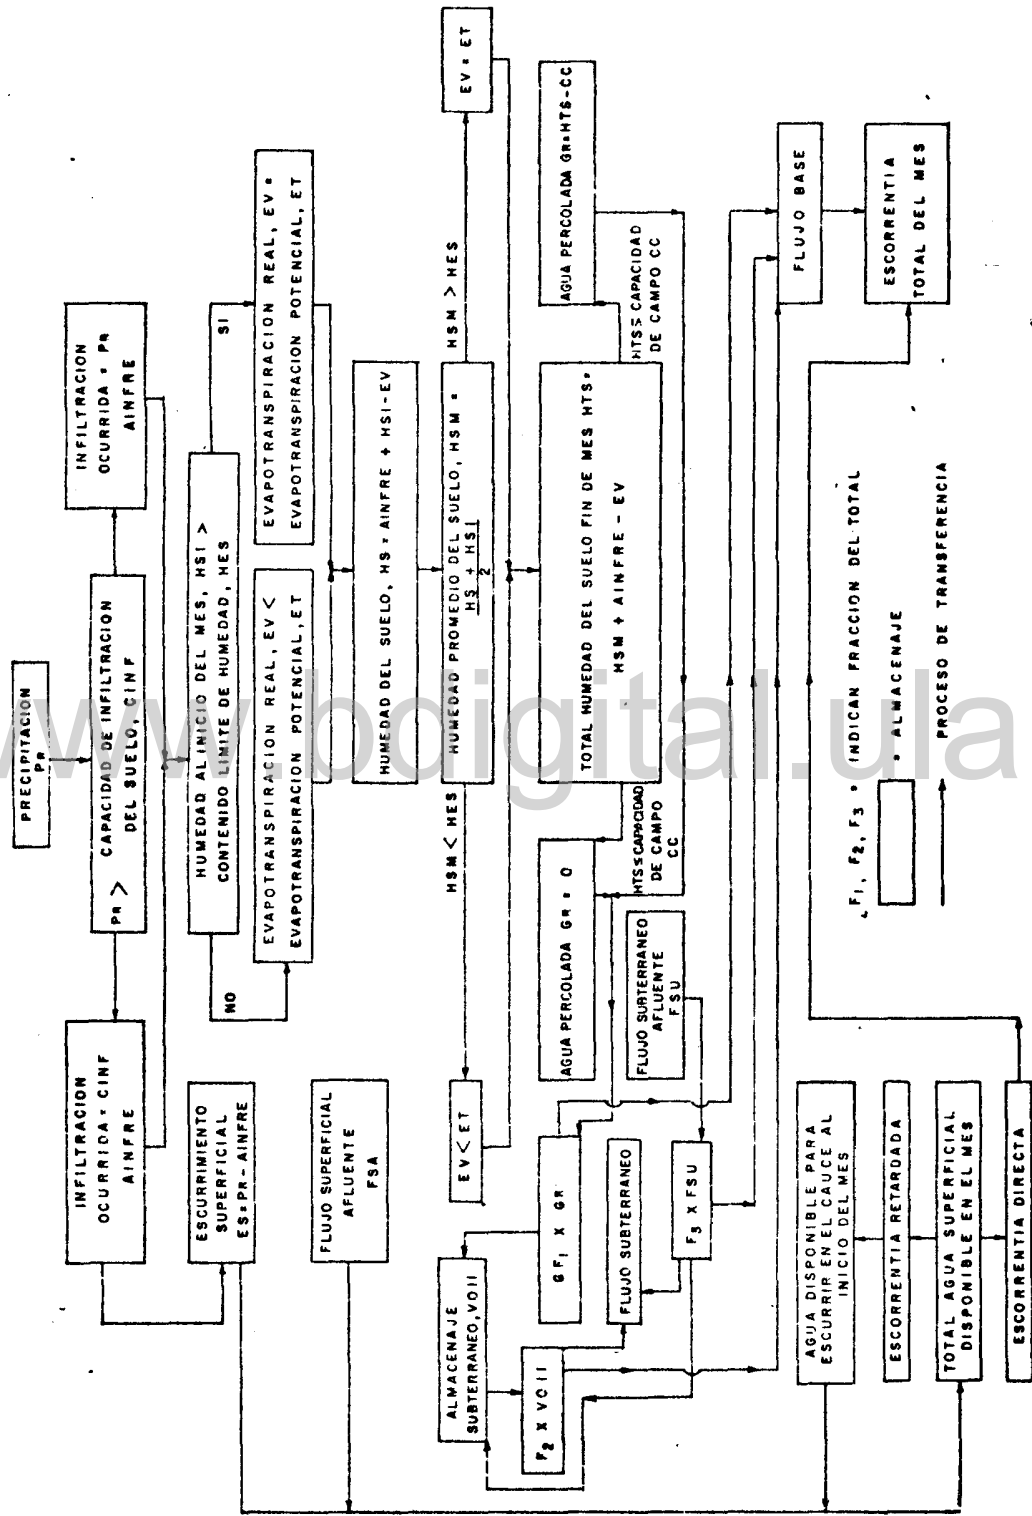 PRECIPITACION
PR
PR > CAPACIDAD DE INFILTRACION
DEL SUELO, CINF
INFILTRACION
OCURRIDA = CINF
AINFRE
INFILTRACION
OCURRIDA = PR
AINFRE
HUMEDAD AL INICIO DEL MES, HSI >
CONTENIDO LIMITE DE HUMEDAD, HES
NO
SI
ESCURRIMIENTO
SUPERFICIAL
ES=PR-AINFRE
EVAPOTRANSPIRACION REAL, EV <
EVAPOTRANSPIRACION POTENCIAL, ET
EVAPOTRANSPIRACION REAL, EV =
EVAPOTRANSPIRACION POTENCIAL, ET
FLUJO SUPERFICIAL
AFLUENTE
FSA
HUMEDAD DEL SUELO, HS = AINFRE + HSI - EV
HSM < HES
HUMEDAD PROMEDIO DEL SUELO, HSM =
HS + HSI
2
HSM > HES
EV < ET
EV = ET
ALMACENAJE
SUBTERRANEO, VOII
GF1 X GR
AGUA PERCOLADA GR = 0
TOTAL HUMEDAD DEL SUELO FIN DE MES HTS=
HSM + AINFRE - EV
AGUA PERCOLADA GR=HTS-CC
HTS≤CAPACIDAD
DE CAMPO
CC
HTS≥CAPACIDAD
DE CAMPO CC
F2 X VOII
FLUJO SUBTERRANEO
FLUJO SUBTERRANEO
AFLUENTE
FSU
F3 X FSU
FLUJO BASE
AGUA DISPONIBLE PARA
ESCURRIR EN EL CAUCE AL
INICIO DEL MES
ESCORRENTIA RETARDADA
TOTAL AGUA SUPERFICIAL
DISPONIBLE EN EL MES
ESCORRENTIA DIRECTA
ESCORRENTIA
TOTAL DEL MES
F1, F2, F3 = INDICAN FRACCION DEL TOTAL
= ALMACENAJE
PROCESO DE TRANSFERENCIA
www.bdigital.ula